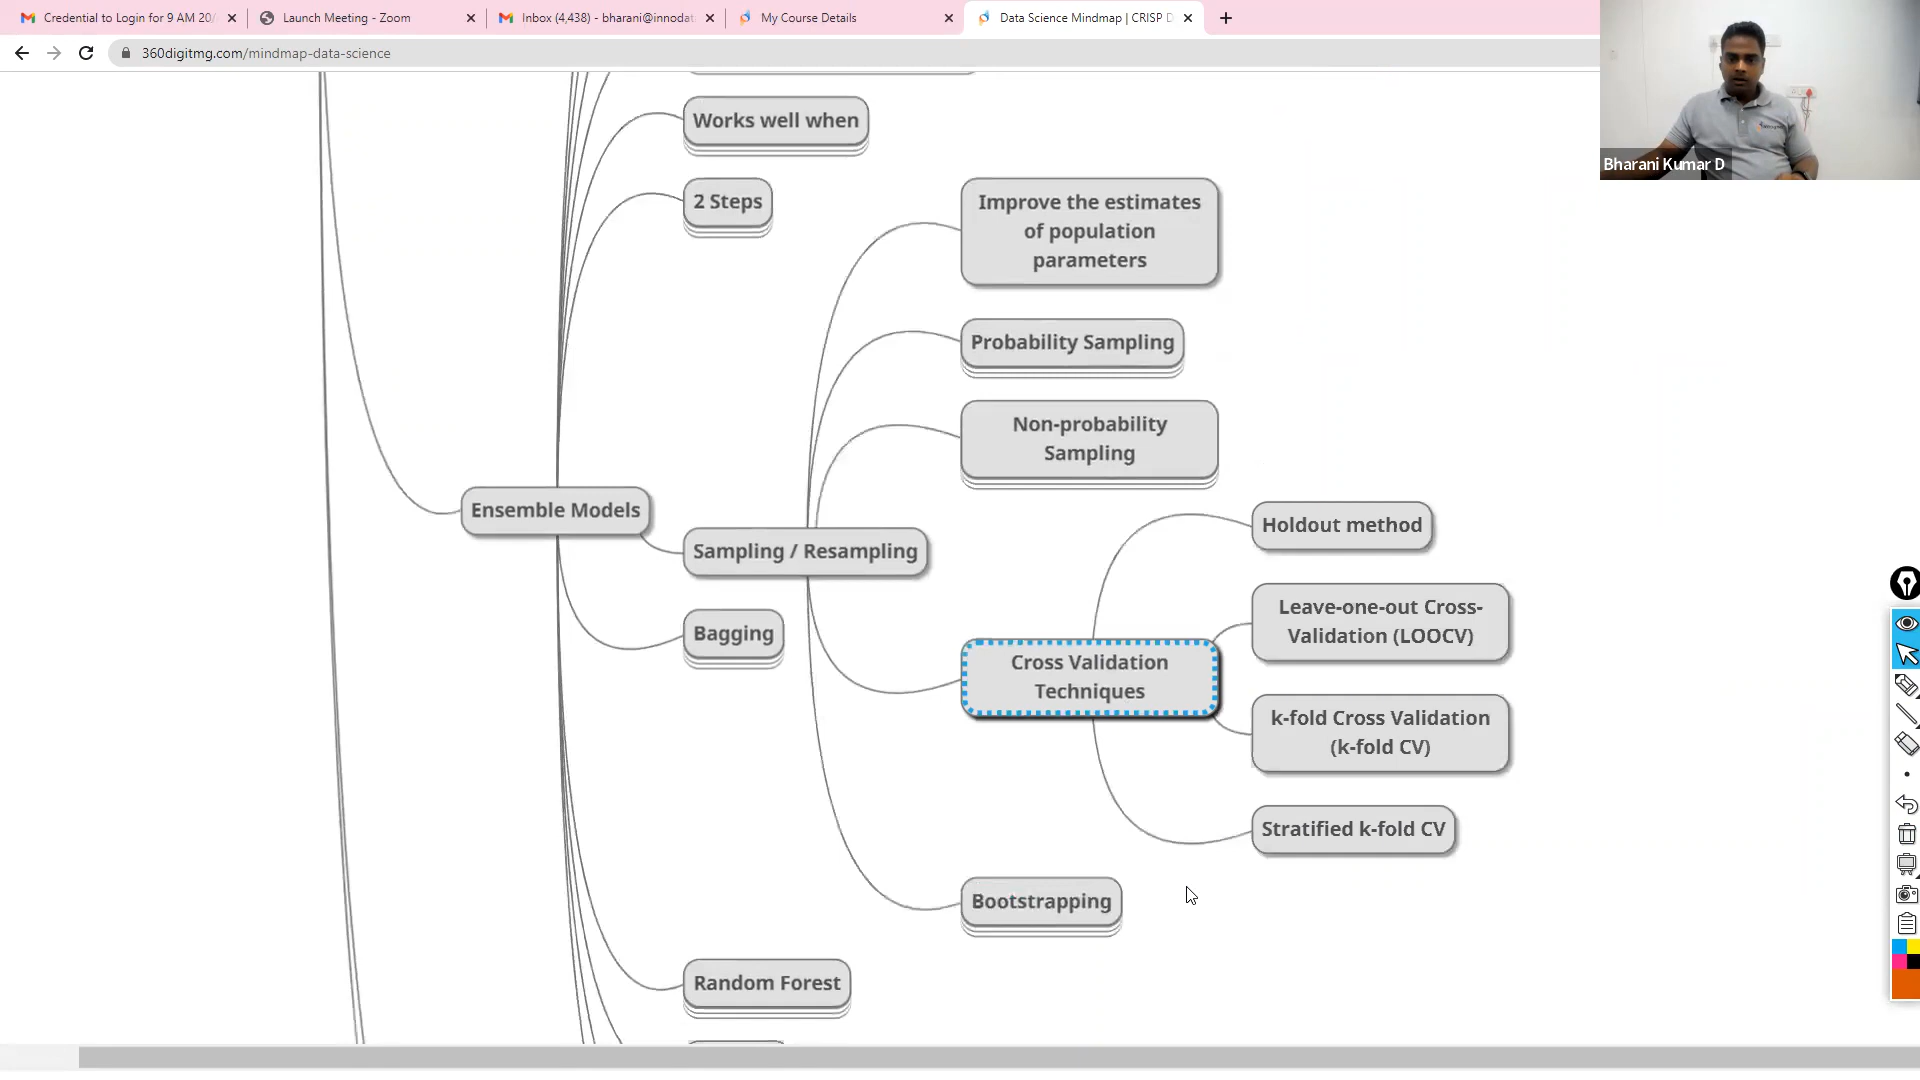 Credential to Login for 9 AM 20/
Launch Meeting - Zoom
Inbox (4,438) - bharani@innodat
My Course Details
Data Science Mindmap | CRISP D
360digitmg.com/mindmap-data-science
Bharani Kumar D
Works well when
2 Steps
Improve the estimates
of population
parameters
Probability Sampling
Non-probability
Sampling
Ensemble Models
Sampling / Resampling
Holdout method
Leave-one-out Cross-
Validation (LOOCV)
Bagging
Cross Validation
Techniques
k-fold Cross Validation
(k-fold CV)
Stratified k-fold CV
Bootstrapping
Random Forest